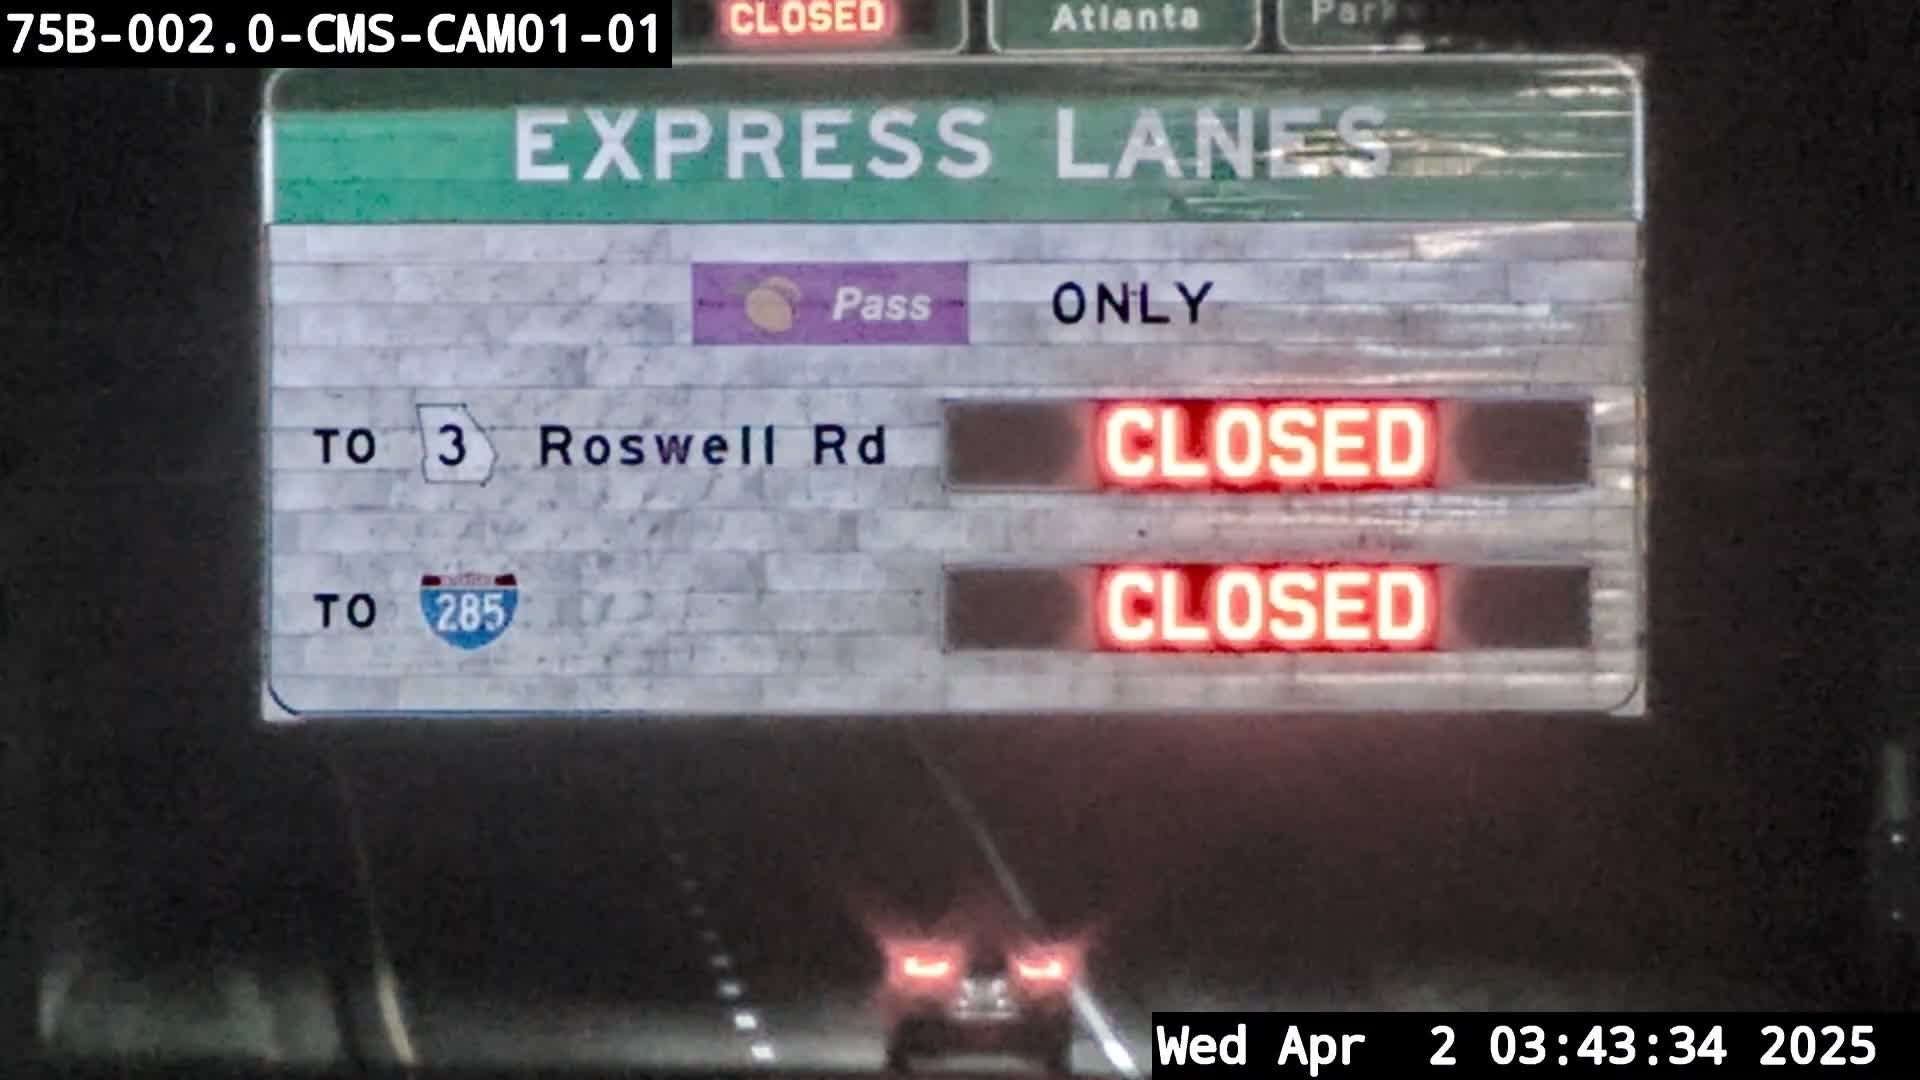 75B-002.0-CMS-CAM01-01
CLOSED
Atlanta
EXPRESS LANES
Pass ONLY
TO 3 Roswell Rd CLOSED
TO 285 CLOSED
Wed Apr 2 03:43:34 2025